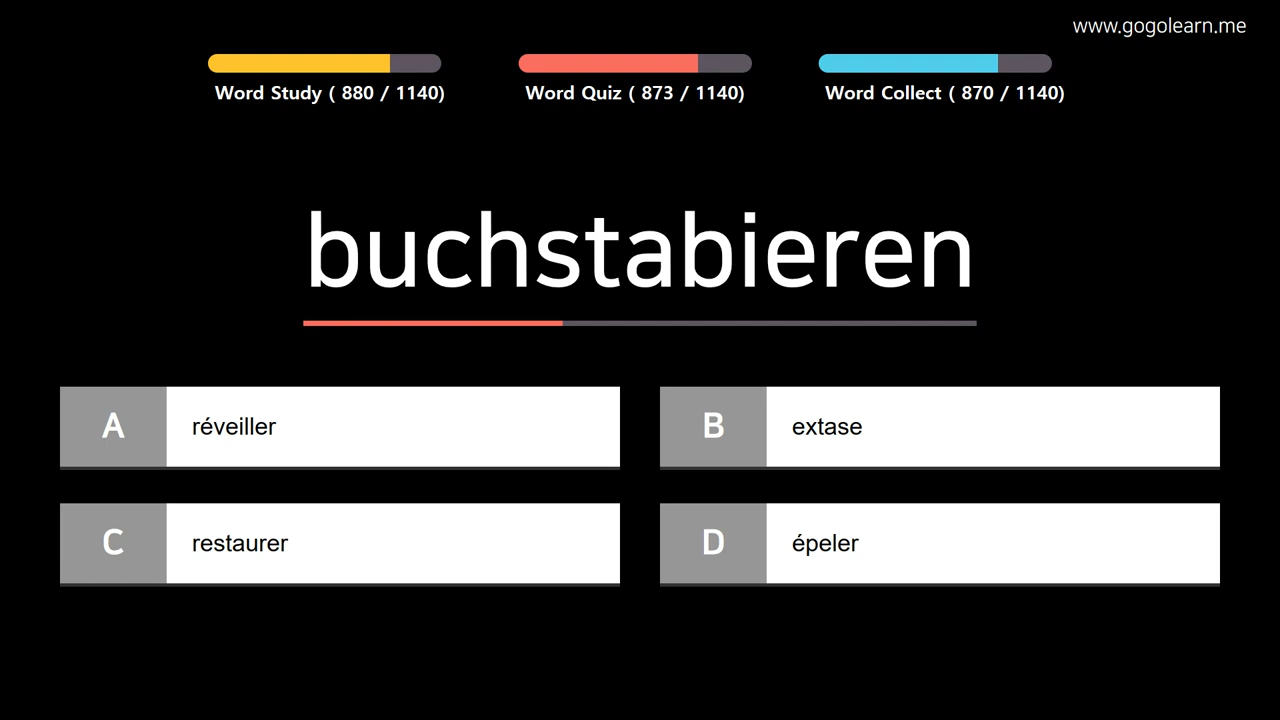 www.gogolearn.me
Word Study ( 880 / 1140)
Word Quiz ( 873 / 1140)
Word Collect ( 870 / 1140)
buchstabieren
A réveiller
B extase
C restaurer
D épeler